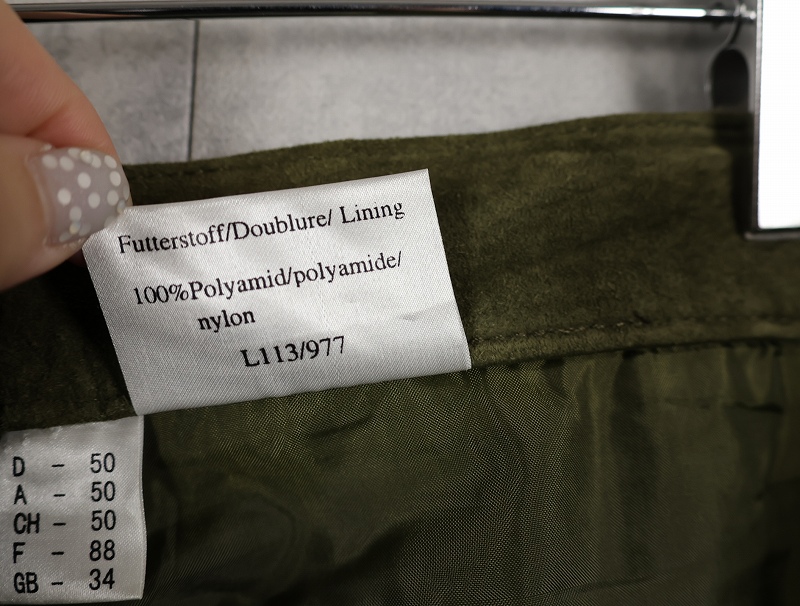 Futterstoff/Doublure/ Lining
100%Polyamid/polyamide/
nylon
L113/977
D - 50
A - 50
CH - 50
F - 88
GB - 34